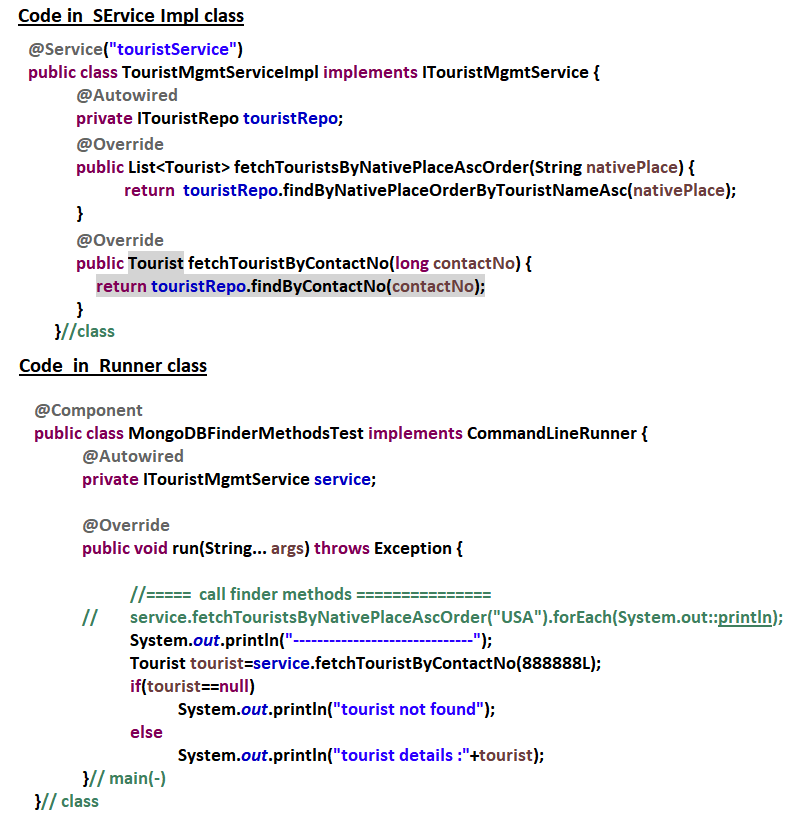 Code in SErvice Impl class
@Service("touristService")
public class TouristMgmtServiceImpl implements ITouristMgmtService {
@Autowired
private ITouristRepo touristRepo;
@Override
public List<Tourist> fetchTouristsByNativePlaceAscOrder(String nativePlace) {
return touristRepo.findByNativePlaceOrderByTouristNameAsc(nativePlace);
}
@Override
public Tourist fetchTouristByContactNo(long contactNo) {
return touristRepo.findByContactNo(contactNo);
}
}//class
Code in Runner class
@Component
public class MongoDBFinderMethodsTest implements CommandLineRunner {
@Autowired
private ITouristMgmtService service;
@Override
public void run(String... args) throws Exception {
//===== call finder methods ===============
// service.fetchTouristsByNativePlaceAscOrder("USA").forEach(System.out::println);
System.out.println("------------------------------");
Tourist tourist=service.fetchTouristByContactNo(888888L);
if(tourist==null)
System.out.println("tourist not found");
else
System.out.println("tourist details :"+tourist);
}// main(-)
}// class